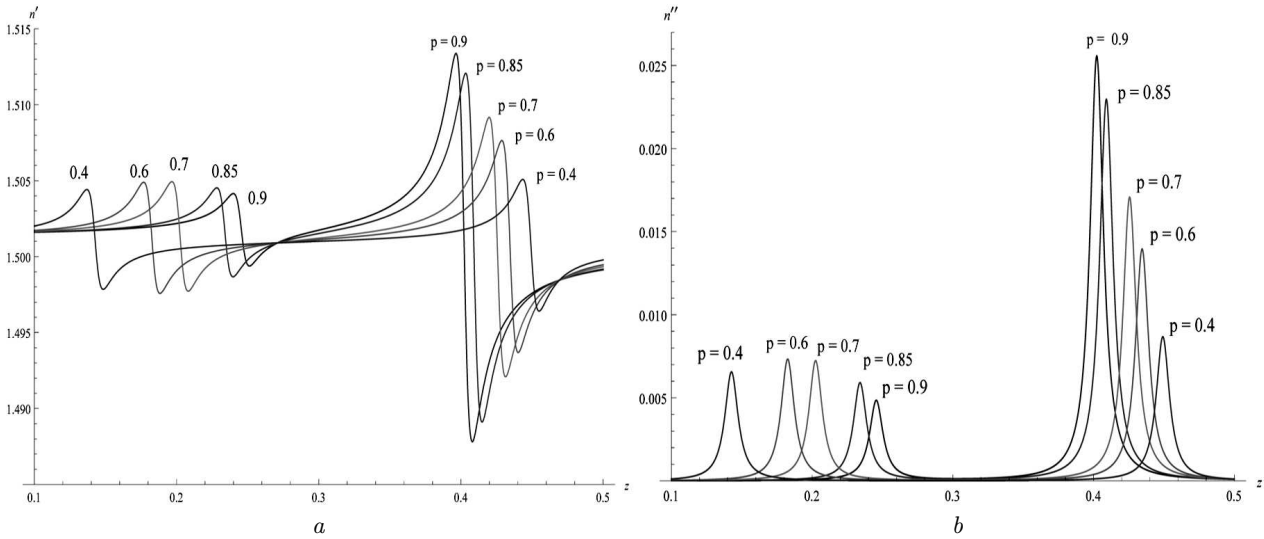 n′
1.515
1.510
1.505
1.500
1.495
1.490
p = 0.9
p = 0.85
p = 0.7
p = 0.6
p = 0.4
0.4
0.6
0.7
0.85
0.9
0.1
0.2
0.3
0.4
0.5
z
a
n″
0.025
0.020
0.015
0.010
0.005
p = 0.9
p = 0.85
p = 0.7
p = 0.6
p = 0.4
p = 0.4
p = 0.6
p = 0.7
p = 0.85
p = 0.9
0.1
0.2
0.3
0.4
0.5
z
b